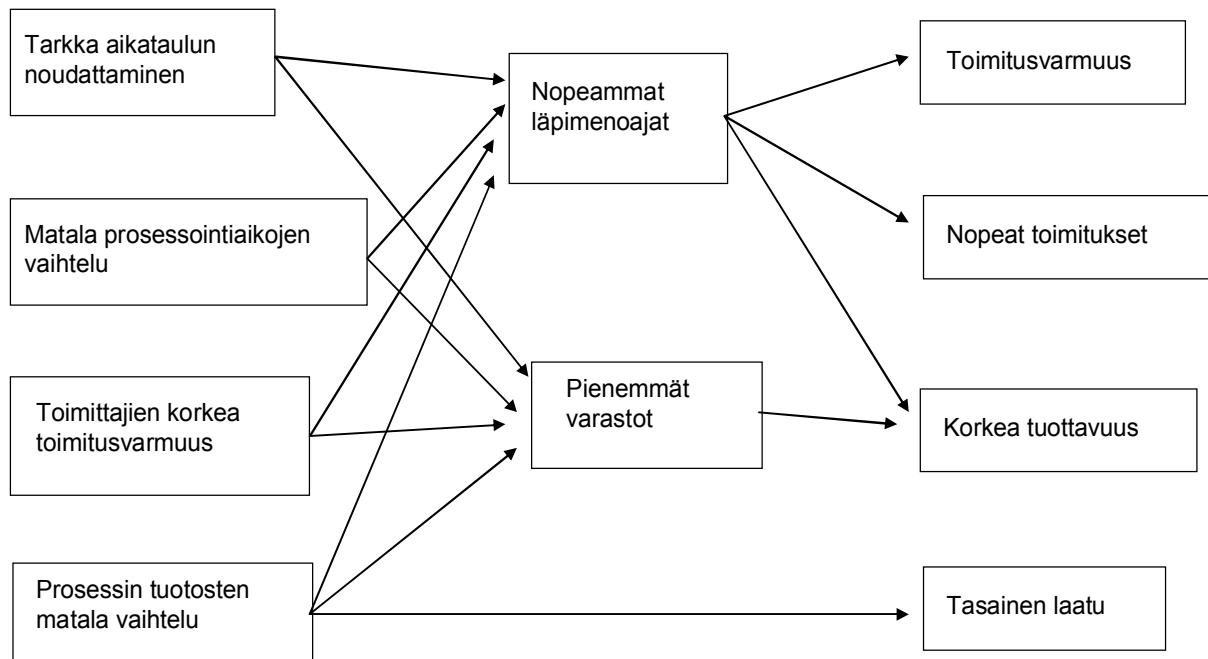 Tarkka aikataulun
noudattaminen
Matala prosessointiaikojen
vaihtelu
Toimittajien korkea
toimitusvarmuus
Prosessin tuotosten
matala vaihtelu
Nopeammat
läpimenoajat
Pienemmät
varastot
Toimitusvarmuus
Nopeat toimitukset
Korkea tuottavuus
Tasainen laatu